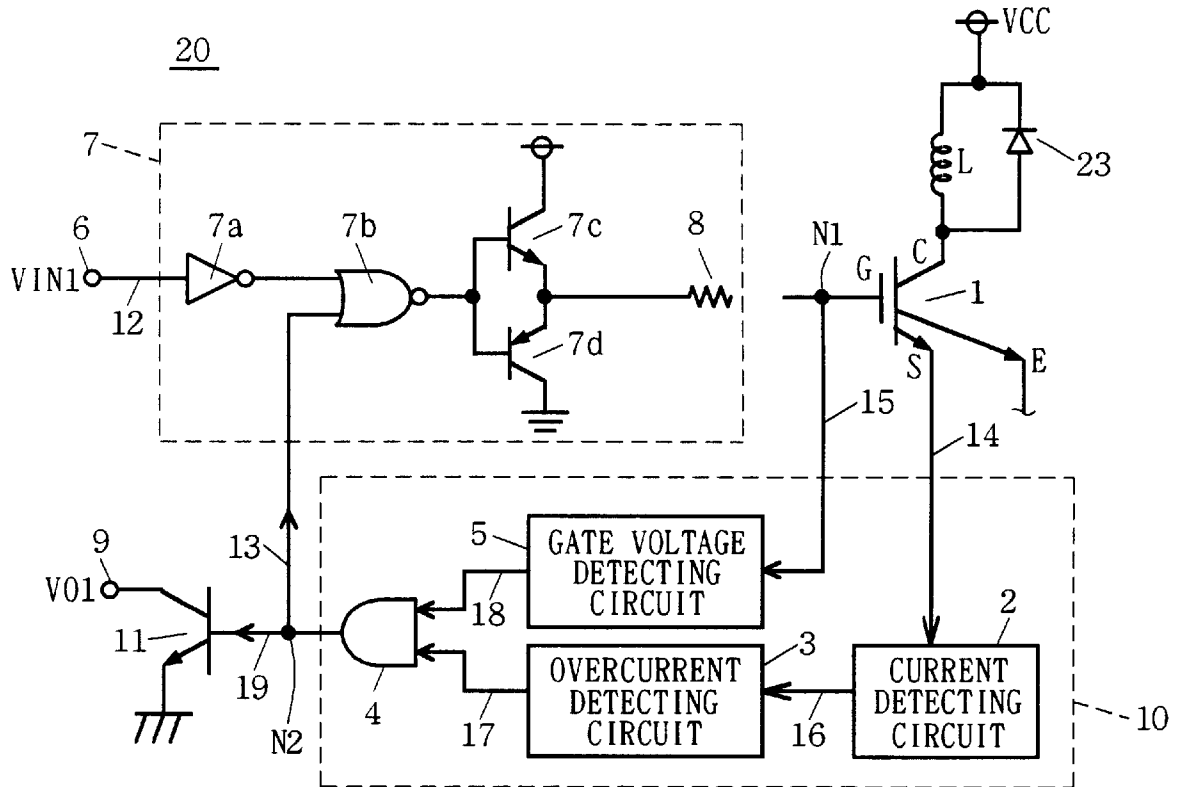 20
VCC
7
7a
7b
7c
8
N1
G
C
L
23
6
VIN1
12
7d
1
S
E
15
14
13
5
GATE VOLTAGE
DETECTING
CIRCUIT
18
9
VO1
11
19
N2
4
17
OVERCURRENT
DETECTING
CIRCUIT
3
16
2
CURRENT
DETECTING
CIRCUIT
10